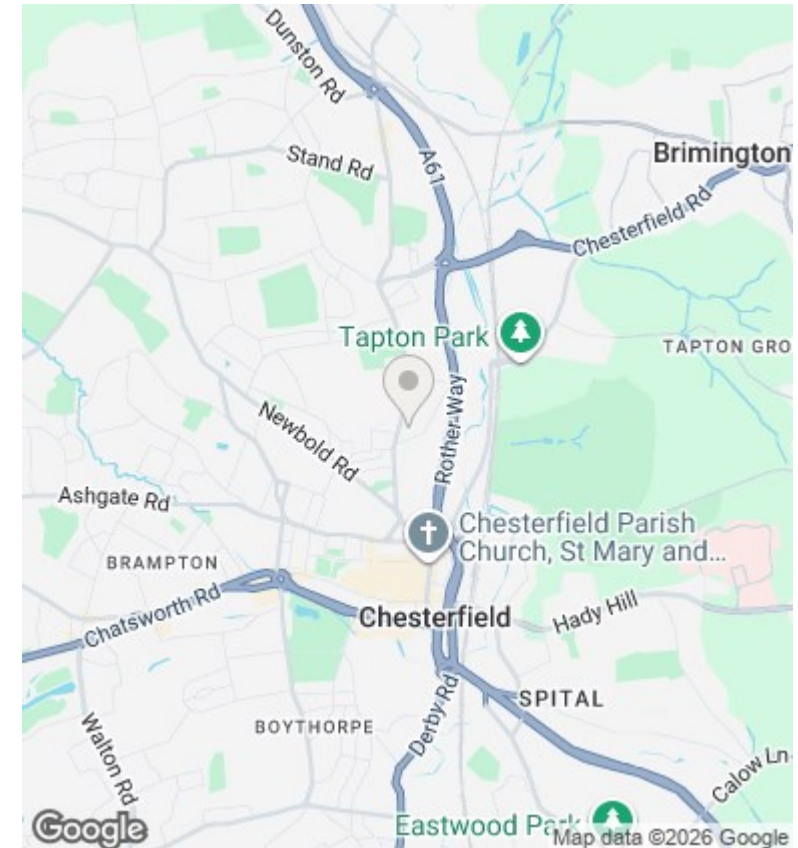 Dunston Rd
Stand Rd
A61
Brimington
Chesterfield Rd
Tapton Park
TAPTON GRO
Newbold Rd
Rother Way
Ashgate Rd
Chesterfield Parish
Church, St Mary and...
BRAMPTON
Chatsworth Rd
Chesterfield
Hady Hill
SPITAL
BOYTHORPE
Derby Rd
Walton Rd
Calow Ln
Eastwood Park
Google
Map data ©2026 Google